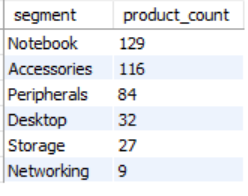 segment product_count
Notebook 129
Accessories 116
Peripherals 84
Desktop 32
Storage 27
Networking 9